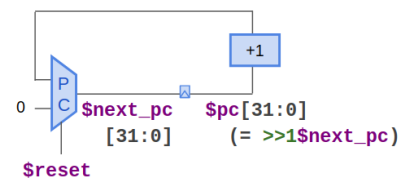 +1
P
C
0
$next_pc $pc[31:0]
[31:0] (= >>1$next_pc)
$reset